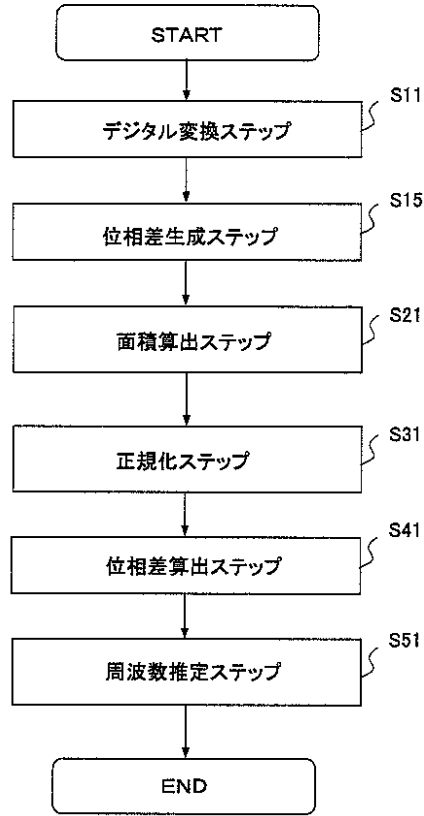 START
S11
デジタル変換ステップ
S15
位相差生成ステップ
S21
面積算出ステップ
S31
正規化ステップ
S41
位相差算出ステップ
S51
周波数推定ステップ
END